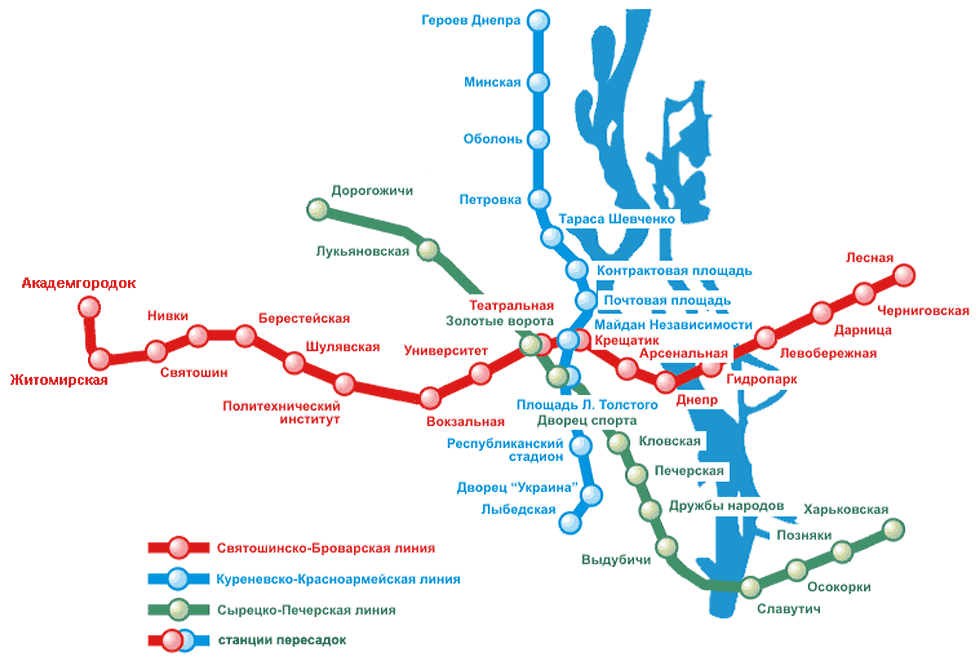 Героев Днепра
Минская
Оболонь
Петровка
Тараса Шевченко
Контрактовая площадь
Почтовая площадь
Майдан Независимости
Площадь Л. Толстого
Республиканский
стадион
Дворец “Украина”
Лыбедская
Дорогожичи
Лукьяновская
Золотые ворота
Дворец спорта
Кловская
Печерская
Дружбы народов
Выдубичи
Славутич
Осокорки
Позняки
Харьковская
Академгородок
Житомирская
Святошин
Нивки
Берестейская
Шулявская
Политехнический
институт
Вокзальная
Университет
Театральная
Крещатик
Арсенальная
Днепр
Гидропарк
Левобережная
Дарница
Черниговская
Лесная
Святошинско-Броварская линия
Куреневско-Красноармейская линия
Сырецко-Печерская линия
станции пересадок